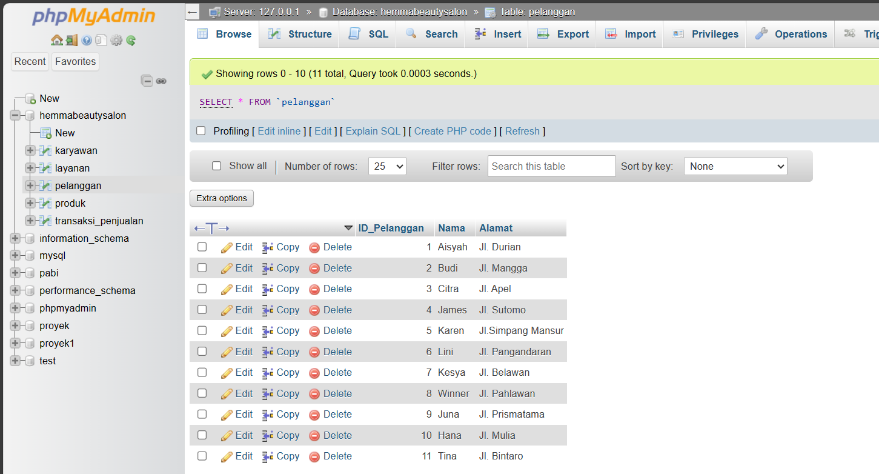 phpMyAdmin
Server: 127.0.0.1 » Database: hemmabeautysalon » Table: pelanggan
Browse Structure SQL Search Insert Export Import Privileges Operations Trig
Recent Favorites
Showing rows 0 - 10 (11 total, Query took 0.0003 seconds.)
SELECT * FROM `pelanggan`
Profiling [ Edit inline ] [ Edit ] [ Explain SQL ] [ Create PHP code ] [ Refresh ]
Show all Number of rows: 25 Filter rows: Search this table Sort by key: None
Extra options
New
hemmabeautysalon
New
karyawan
layanan
pelanggan
produk
transaksi_penjualan
information_schema
mysql
pabi
performance_schema
phpmyadmin
proyek
proyek1
test
ID_Pelanggan Nama Alamat
Edit Copy Delete 1 Aisyah Jl. Durian
Edit Copy Delete 2 Budi Jl. Mangga
Edit Copy Delete 3 Citra Jl. Apel
Edit Copy Delete 4 James Jl. Sutomo
Edit Copy Delete 5 Karen Jl.Simpang Mansur
Edit Copy Delete 6 Lini Jl. Pangandaran
Edit Copy Delete 7 Kesya Jl. Belawan
Edit Copy Delete 8 Winner Jl. Pahlawan
Edit Copy Delete 9 Juna Jl. Prismatama
Edit Copy Delete 10 Hana Jl. Mulia
Edit Copy Delete 11 Tina Jl. Bintaro